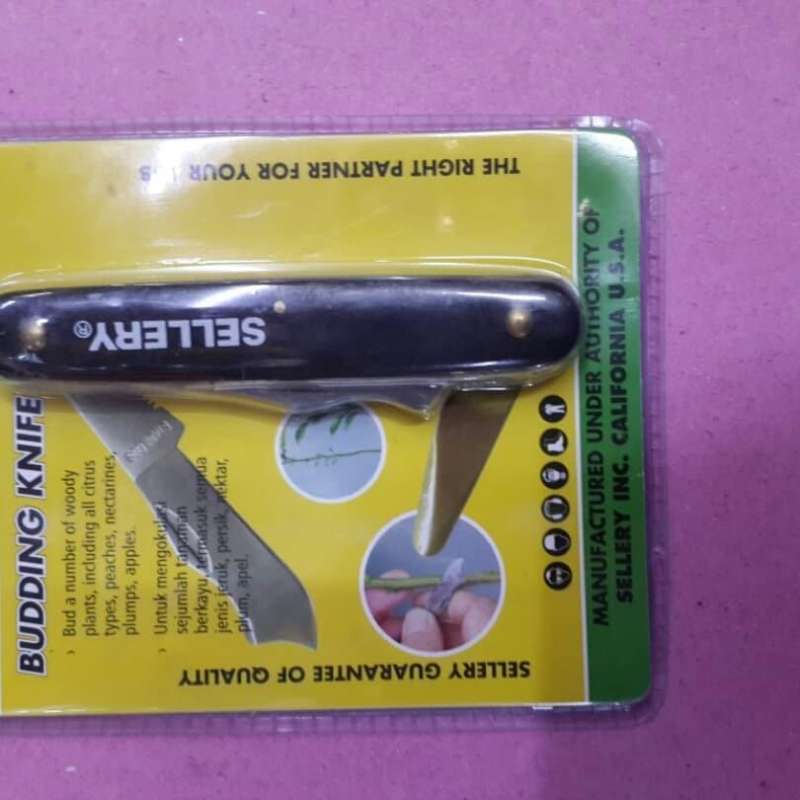 THE RIGHT PARTNER FOR YOUR
SELLERY®
BUDDING KNIFE
› Bud a number of woody
plants, including all citrus
types, peaches, nectarines,
plumps, apples.
› Untuk mengokulasi
sejumlah tanaman
berkayu, termasuk semua
jenis jeruk, persik, nektar,
plum, apel.
SELLERY GUARANTEE OF QUALITY
MANUFACTURED UNDER AUTHORITY OF
SELLERY INC. CALIFORNIA U.S.A.